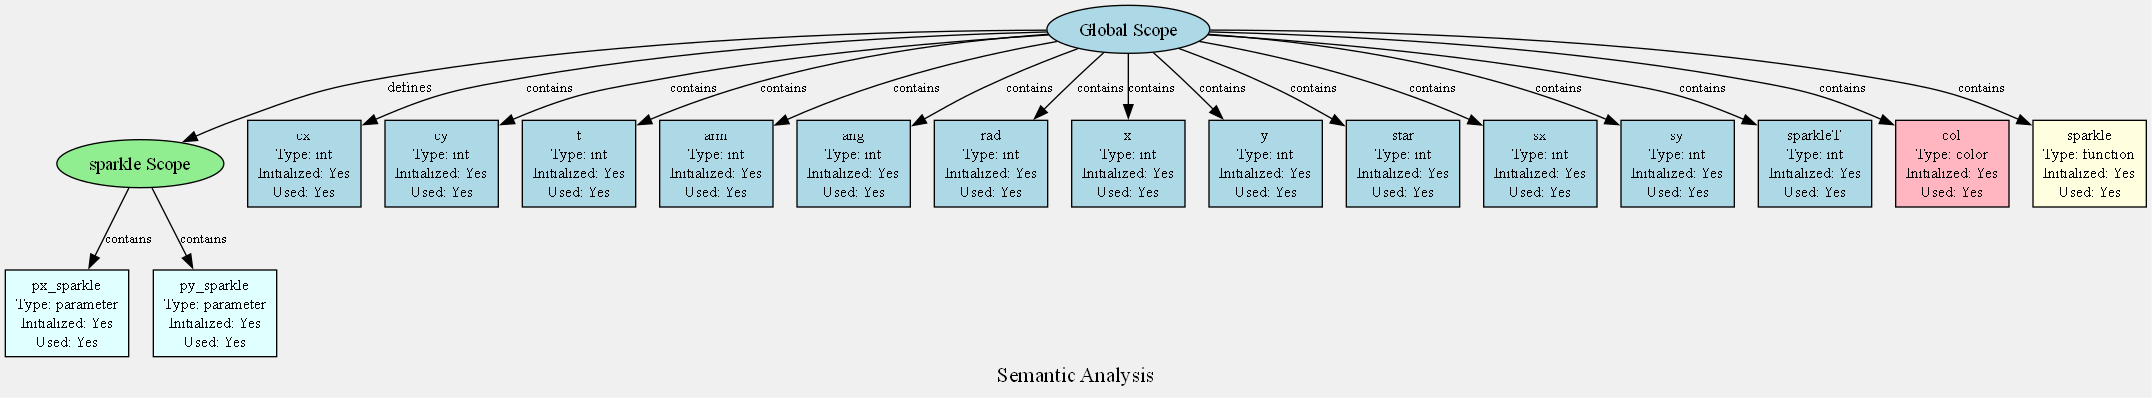 Global Scope
defines
contains
contains
contains
contains
contains
contains
contains
contains
contains
contains
contains
contains
contains
contains
sparkle Scope
cx
Type: int
Initialized: Yes
Used: Yes
cy
Type: int
Initialized: Yes
Used: Yes
t
Type: int
Initialized: Yes
Used: Yes
arm
Type: int
Initialized: Yes
Used: Yes
ang
Type: int
Initialized: Yes
Used: Yes
rad
Type: int
Initialized: Yes
Used: Yes
x
Type: int
Initialized: Yes
Used: Yes
y
Type: int
Initialized: Yes
Used: Yes
star
Type: int
Initialized: Yes
Used: Yes
sx
Type: int
Initialized: Yes
Used: Yes
sy
Type: int
Initialized: Yes
Used: Yes
sparkleT
Type: int
Initialized: Yes
Used: Yes
col
Type: color
Initialized: Yes
Used: Yes
sparkle
Type: function
Initialized: Yes
Used: Yes
contains
contains
px_sparkle
Type: parameter
Initialized: Yes
Used: Yes
py_sparkle
Type: parameter
Initialized: Yes
Used: Yes
Semantic Analysis